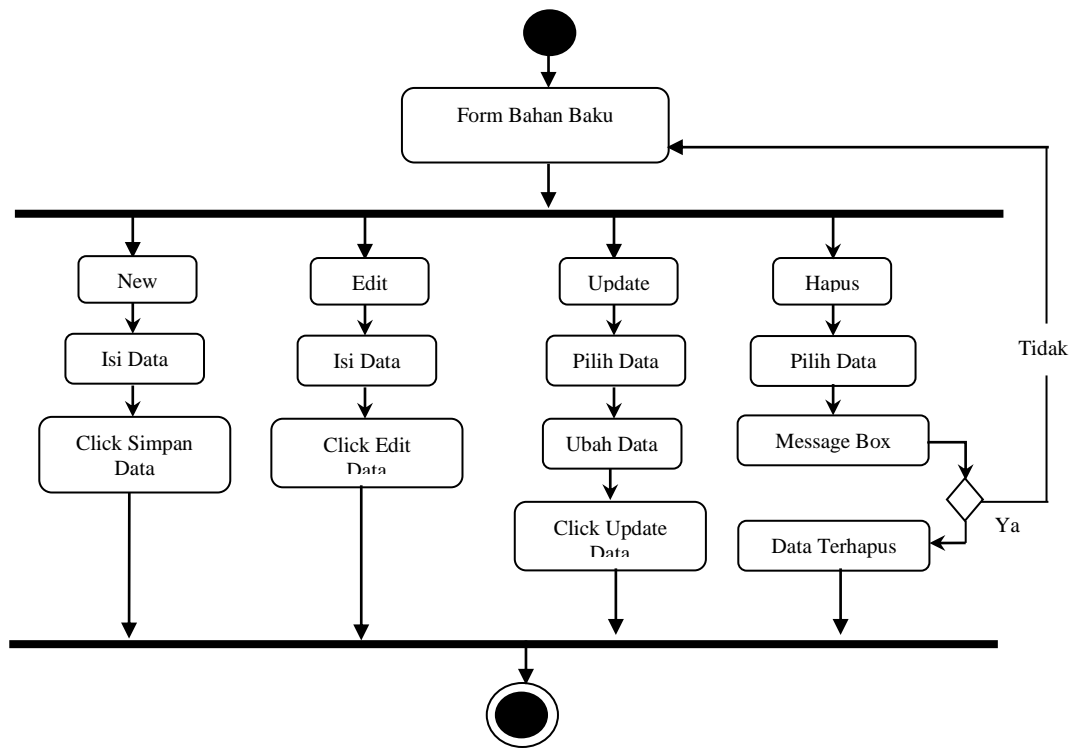 Form Bahan Baku
New
Edit
Update
Hapus
Isi Data
Isi Data
Pilih Data
Pilih Data
Tidak
Click Simpan
Data
Click Edit
Data
Ubah Data
Message Box
Click Update
Data
Ya
Data Terhapus